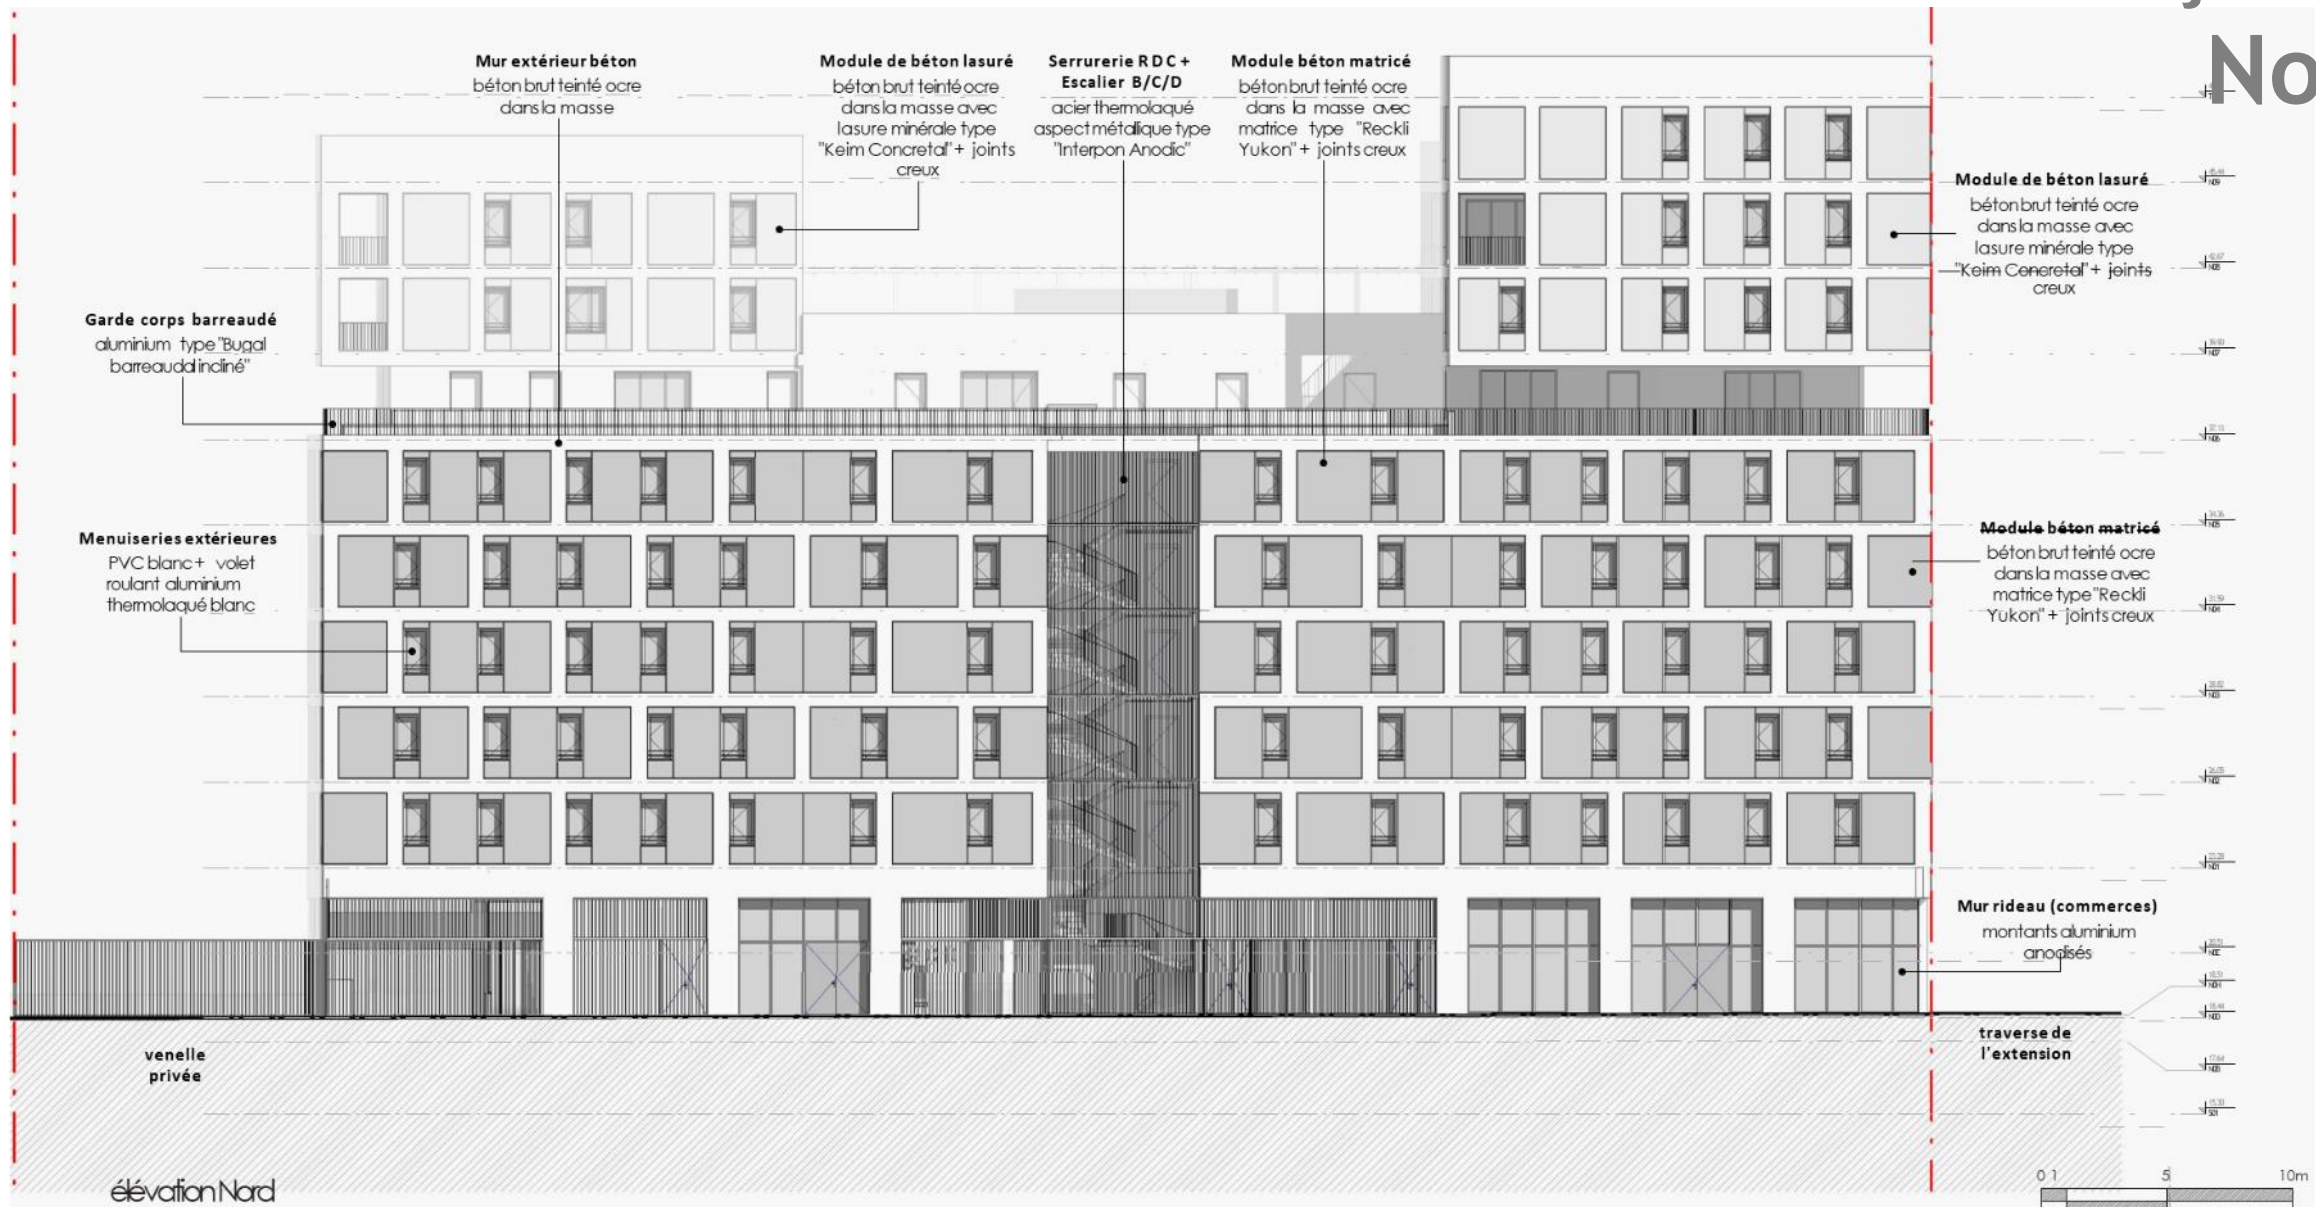 No
Mur extérieur béton
béton brut teinté ocre
dans la masse
Module de béton lasuré
béton brut teinté ocre
dans la masse avec
lasure minérale type
"Keim Concretal" + joints
creux
Serrurerie RDC +
Escalier B/C/D
acier thermolaqué
aspect métallique type
"Interpon Anodic"
Module béton matricé
béton brut teinté ocre
dans la masse avec
matrice type "Reckli
Yukon" + joints creux
Module de béton lasuré
béton brut teinté ocre
dans la masse avec
lasure minérale type
"Keim Concretal" + joints
creux
Garde corps barreaudé
aluminium type "Bugal
barreaudal incliné"
Menuiseries extérieures
PVC blanc + volet
roulant aluminium
thermolaqué blanc
Module béton matricé
béton brut teinté ocre
dans la masse avec
matrice type "Reckli
Yukon" + joints creux
Mur rideau (commerces)
montants aluminium
anodisés
venelle
privée
traverse de
l'extension
élévation Nord
0 1 5 10m